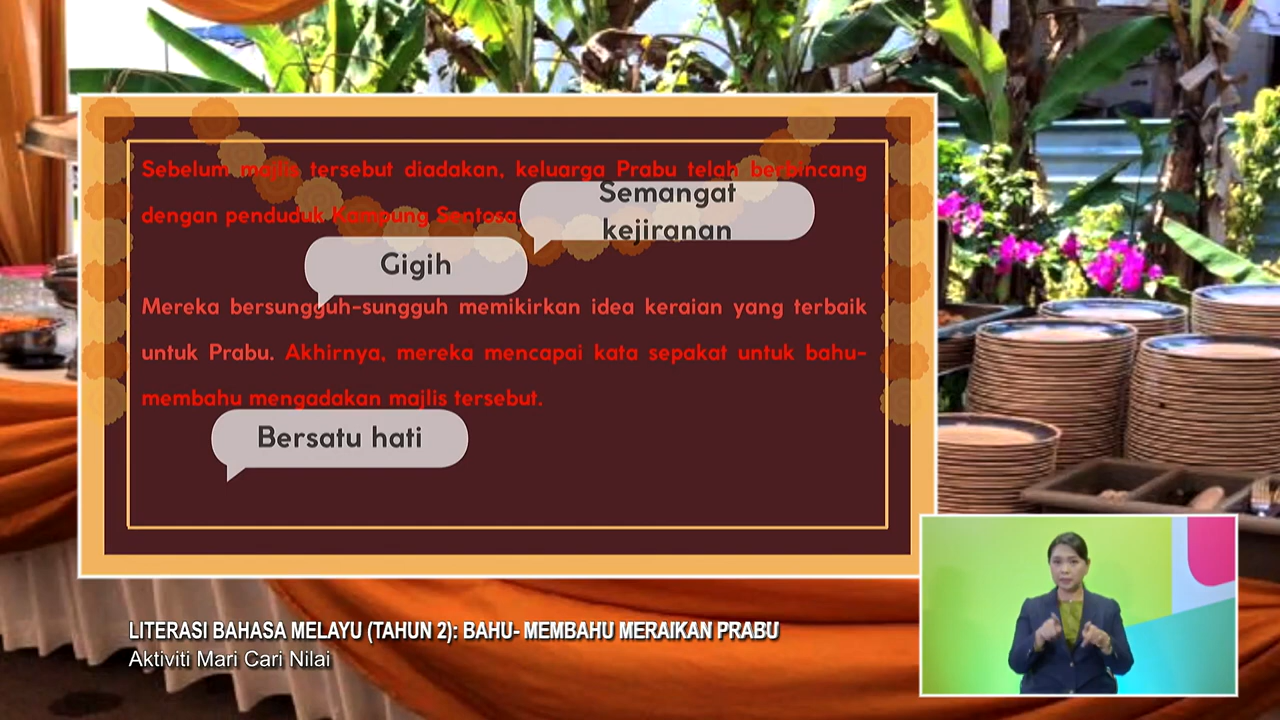 Sebelum majlis tersebut diadakan, keluarga Prabu telah berbincang
Semangat
dengan penduduk Kampung Sentosa.
kejiranan
Gigih
Mereka bersungguh-sungguh memikirkan idea keraian yang terbaik
untuk Prabu. Akhirnya, mereka mencapai kata sepakat untuk bahu-
membahu mengadakan majlis tersebut.
Bersatu hati
LITERASI BAHASA MELAYU (TAHUN 2): BAHU- MEMBAHU MERAIKAN PRABU
Aktiviti Mari Cari Nilai